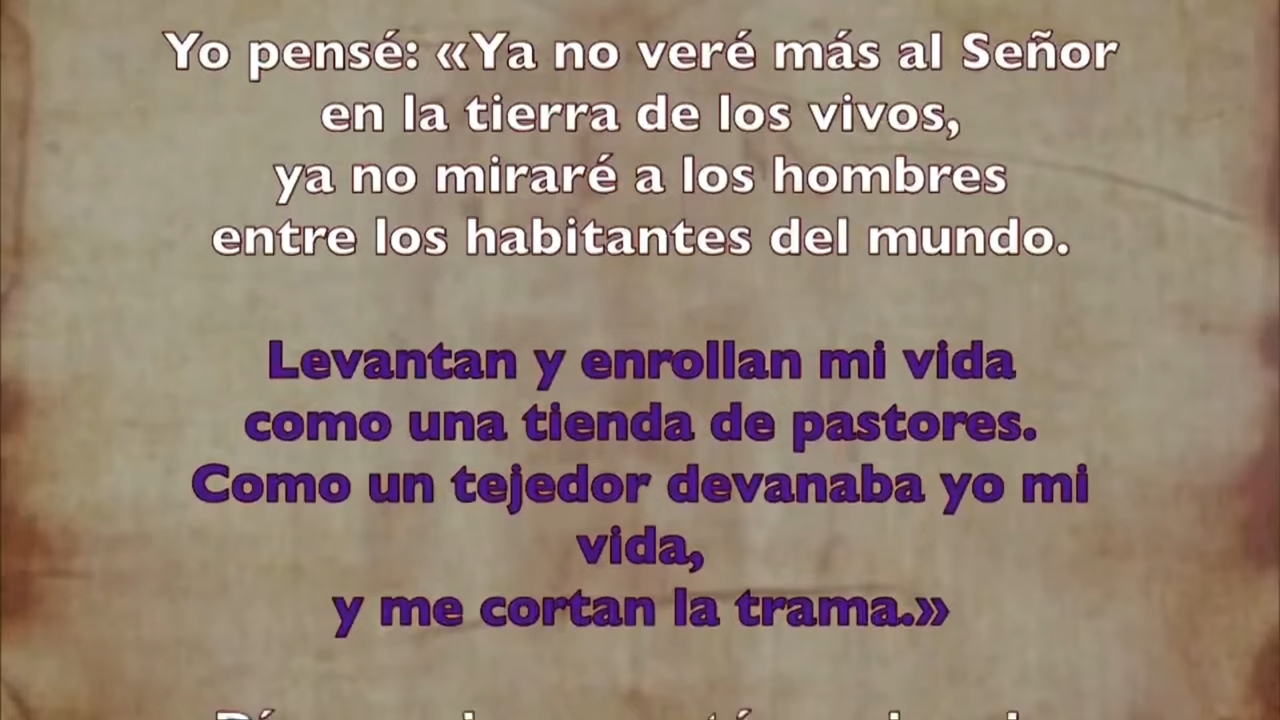 Yo pensé: «Ya no veré más al Señor
en la tierra de los vivos,
ya no miraré a los hombres
entre los habitantes del mundo.
Levantan y enrollan mi vida
como una tienda de pastores.
Como un tejedor devanaba yo mi
vida,
y me cortan la trama.»